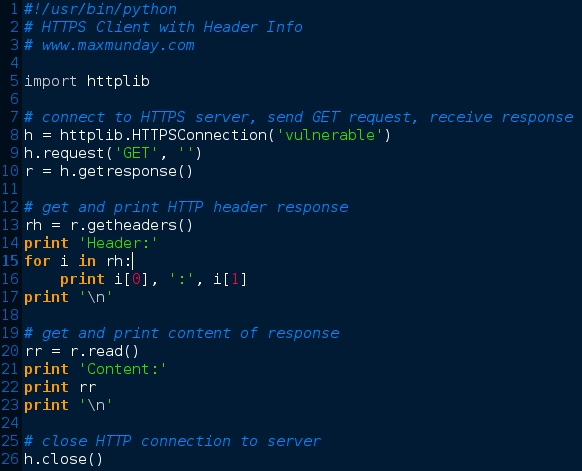 1 #!/usr/bin/python
2 # HTTPS Client with Header Info
3 # www.maxmunday.com
4
5 import httplib
6
7 # connect to HTTPS server, send GET request, receive response
8 h = httplib.HTTPSConnection('vulnerable')
9 h.request('GET', '')
10 r = h.getresponse()
11
12 # get and print HTTP header response
13 rh = r.getheaders()
14 print 'Header:'
15 for i in rh:
16     print i[0], ':', i[1]
17 print '\n'
18
19 # get and print content of response
20 rr = r.read()
21 print 'Content:'
22 print rr
23 print '\n'
24
25 # close HTTP connection to server
26 h.close()